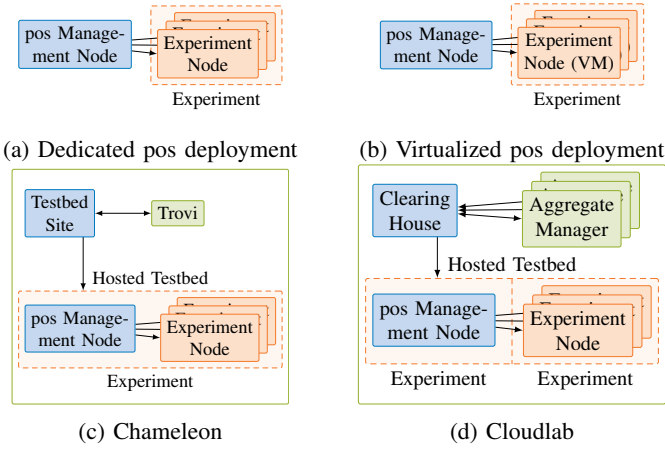 pos Manage-
ment Node
Experiment
Node
Experiment
(a) Dedicated pos deployment
pos Manage-
ment Node
Experiment
Node (VM)
Experiment
(b) Virtualized pos deployment
Testbed
Site
Trovi
Hosted Testbed
pos Manage-
ment Node
Experiment
Node
Experiment
(c) Chameleon
Clearing
House
Aggregate
Manager
Hosted Testbed
pos Manage-
ment Node
Experiment
Node
Experiment
Experiment
(d) Cloudlab